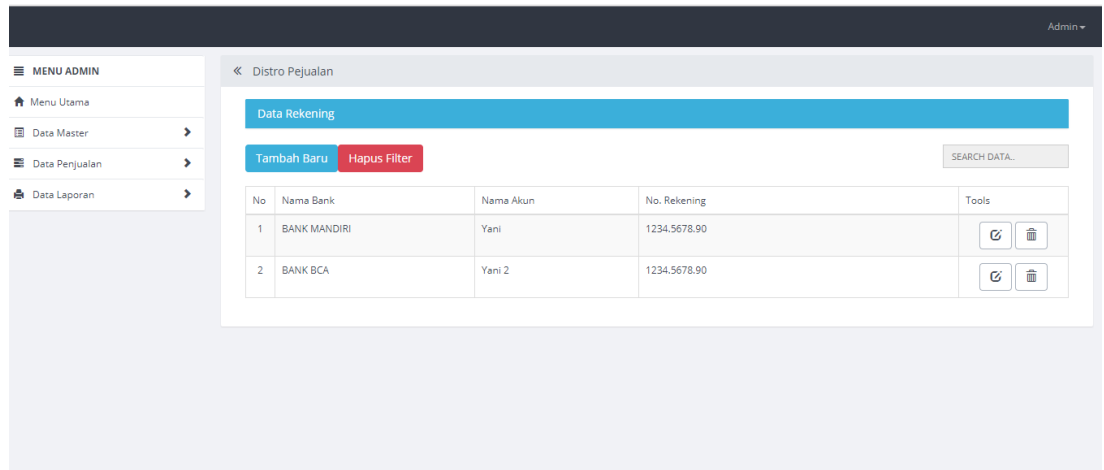 Admin
MENU ADMIN
Menu Utama
Data Master
Data Penjualan
Data Laporan
Distro Pejualan
Data Rekening
Tambah Baru Hapus Filter
SEARCH DATA..
No Nama Bank Nama Akun No. Rekening Tools
1 BANK MANDIRI Yani 1234.5678.90
2 BANK BCA Yani 2 1234.5678.90